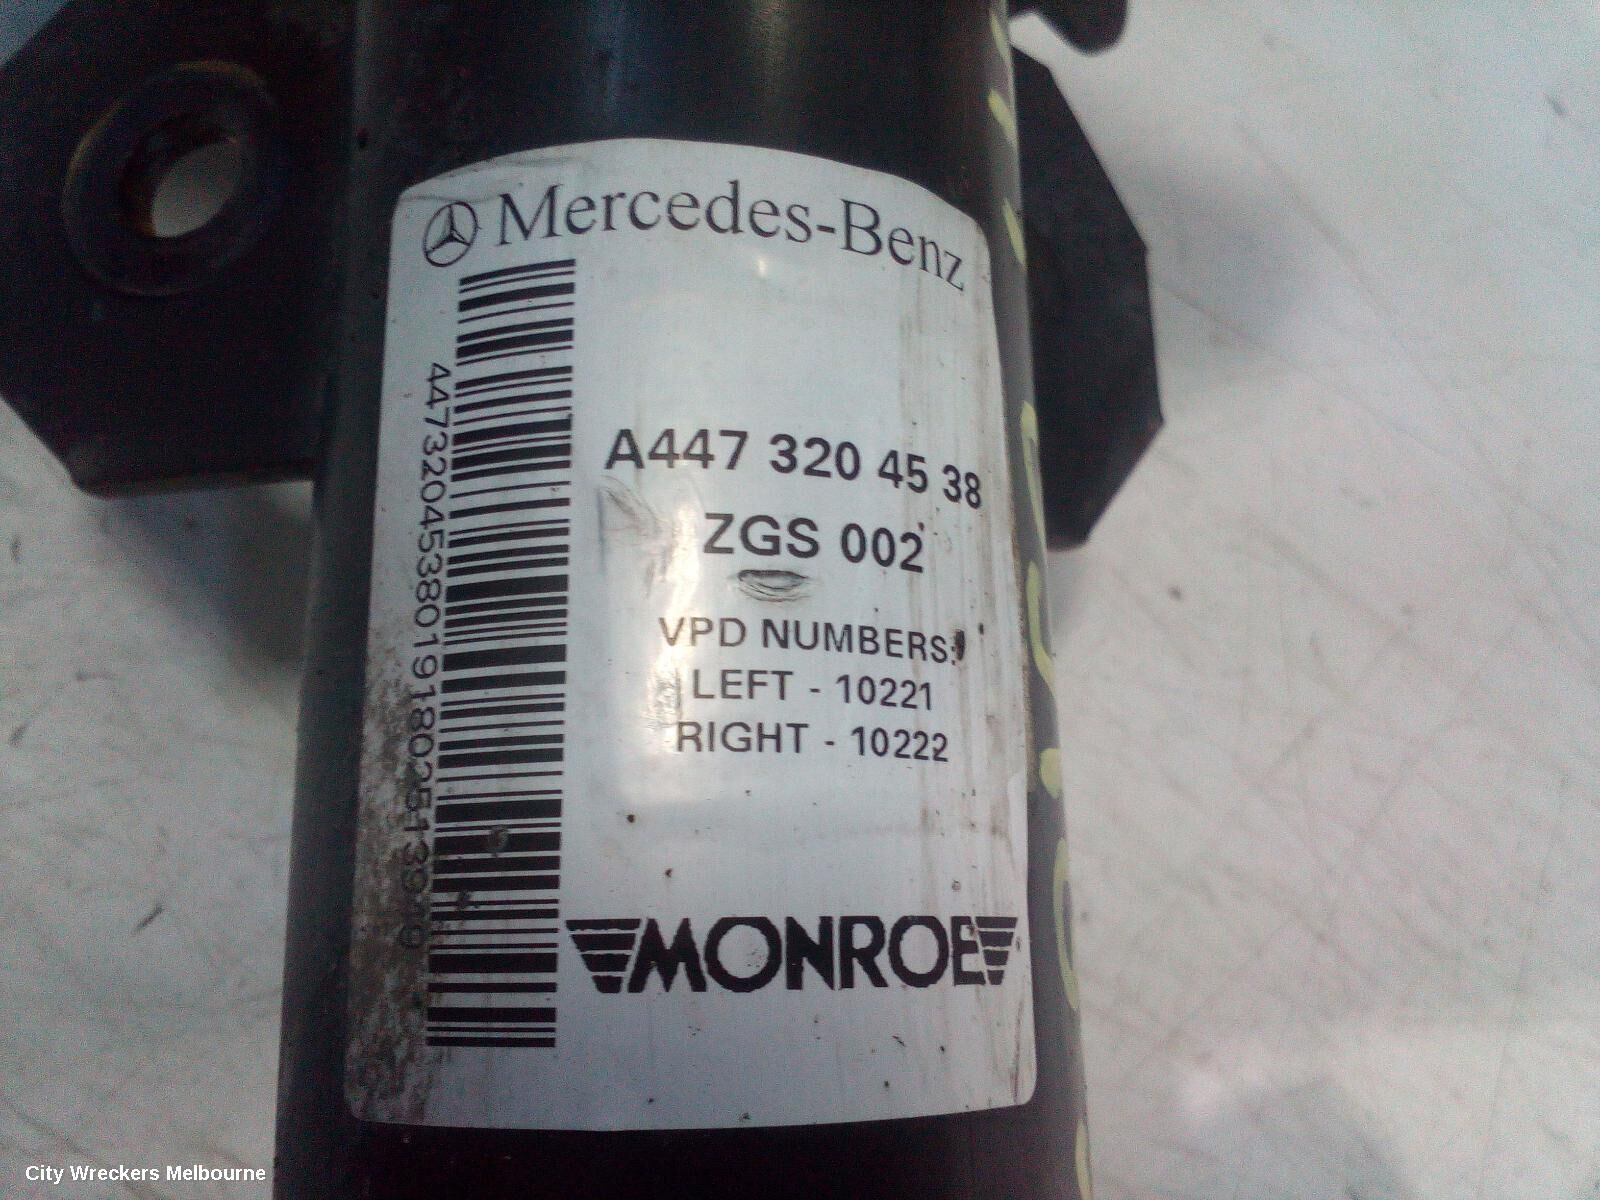 Mercedes-Benz
A447 320 45 38
ZGS 002
VPD NUMBERS:
LEFT - 10221
RIGHT - 10222
MONROE
City Wreckers Melbourne